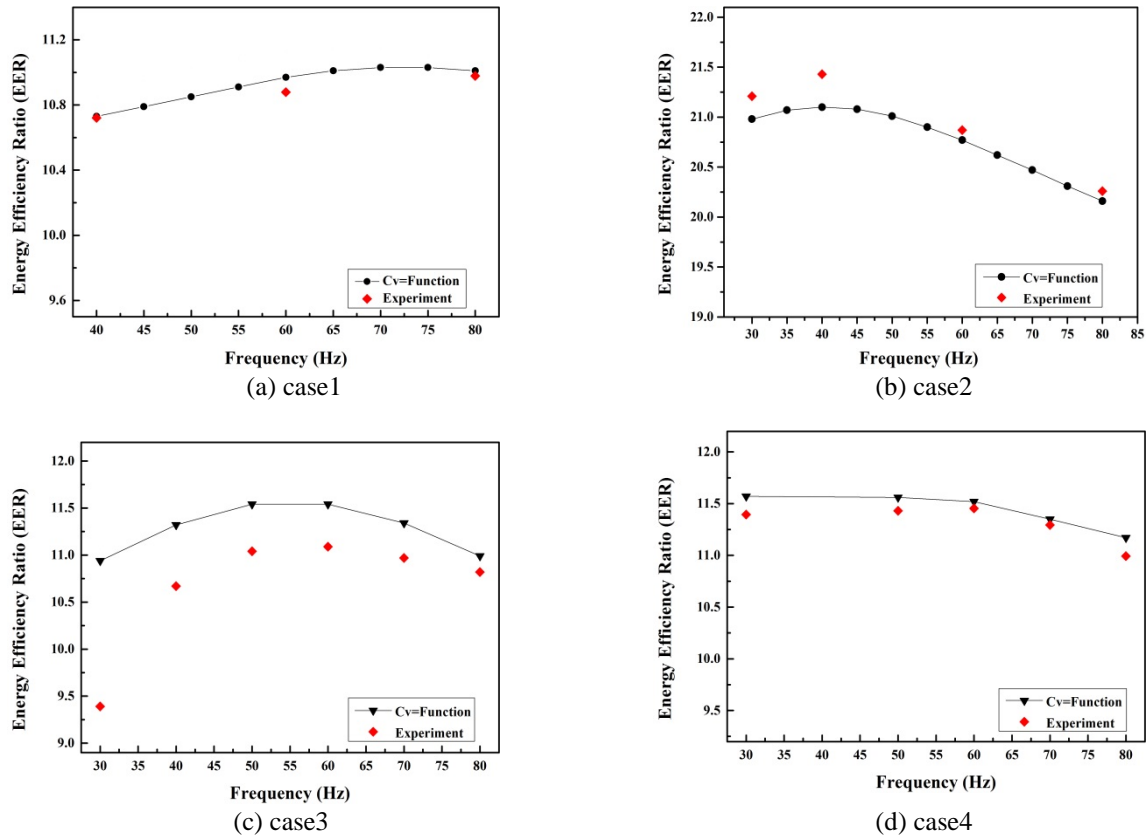 Energy Efficiency Ratio (EER)
11.2
10.8
10.4
10.0
9.6
40 45 50 55 60 65 70 75 80
Frequency (Hz)
Cv=Function
Experiment
(a) case1
Energy Efficiency Ratio (EER)
22.0
21.5
21.0
20.5
20.0
19.5
19.0
30 35 40 45 50 55 60 65 70 75 80 85
Frequency (Hz)
Cv=Function
Experiment
(b) case2
Energy Efficiency Ratio (EER)
12.0
11.5
11.0
10.5
10.0
9.5
9.0
30 35 40 45 50 55 60 65 70 75 80
Frequency (Hz)
Cv=Function
Experiment
(c) case3
Energy Efficiency Ratio (EER)
12.0
11.5
11.0
10.5
10.0
9.5
30 35 40 45 50 55 60 65 70 75 80
Frequency (Hz)
Cv=Function
Experiment
(d) case4